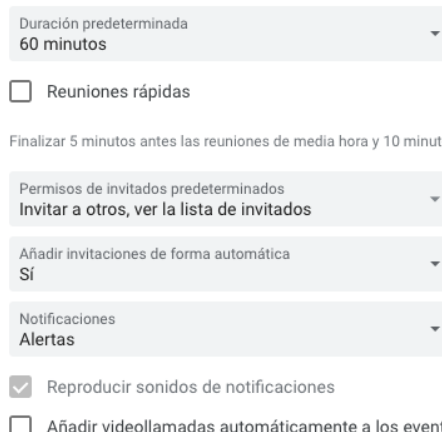 Duración predeterminada
60 minutos
Reuniones rápidas
Finalizar 5 minutos antes las reuniones de media hora y 10 minut
Permisos de invitados predeterminados
Invitar a otros, ver la lista de invitados
Añadir invitaciones de forma automática
Sí
Notificaciones
Alertas
Reproducir sonidos de notificaciones
Añadir videollamadas automáticamente a los event